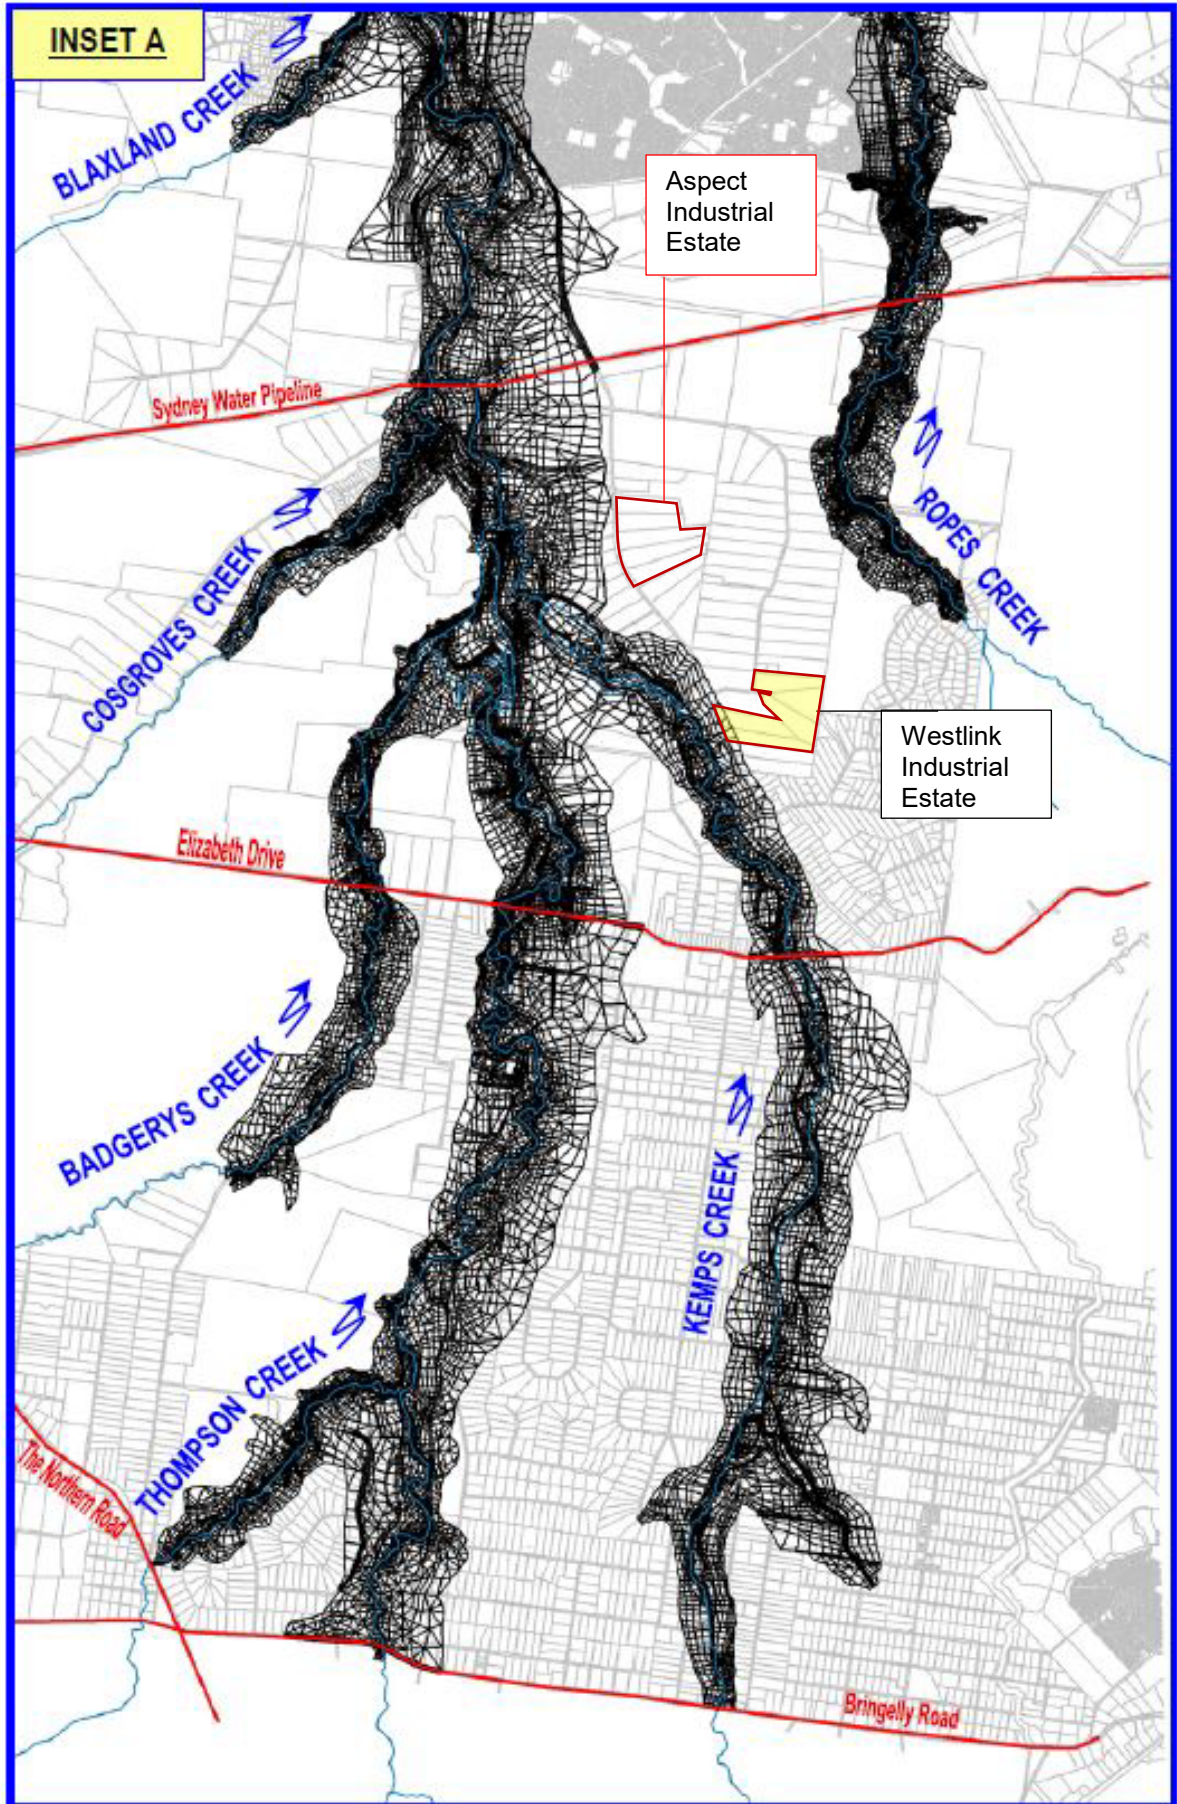 INSET A
BLAXLAND CREEK
Aspect
Industrial
Estate
Sydney Water Pipeline
COSGROVES CREEK
ROPES CREEK
Westlink
Industrial
Estate
Elizabeth Drive
BADGERYS CREEK
KEMPS CREEK
THOMPSON CREEK
The Northern Road
Bringelly Road